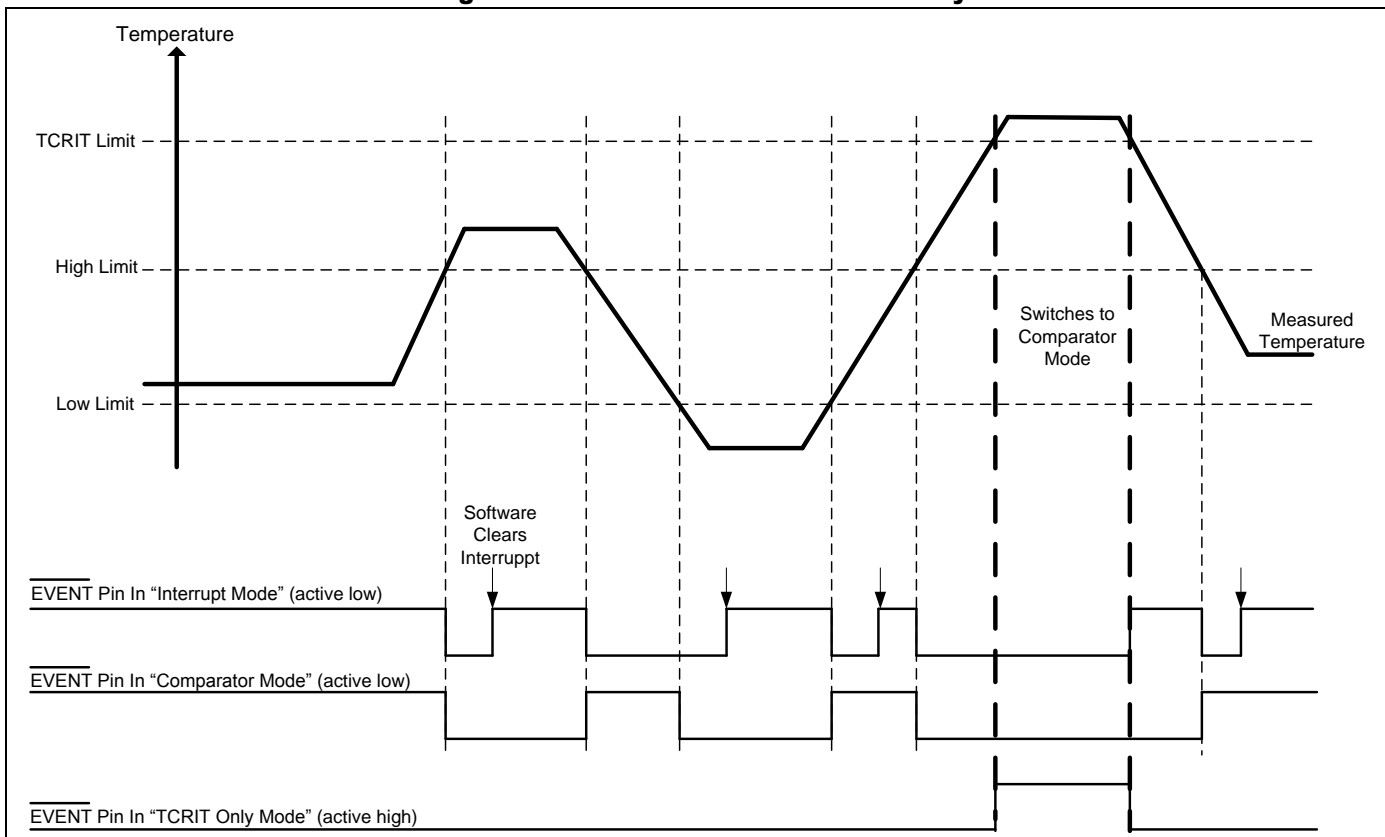 Temperature
TCRIT Limit
High Limit
Low Limit
Switches to
Comparator
Mode
Measured
Temperature
Software
Clears
Interruppt
EVENT Pin In “Interrupt Mode” (active low)
EVENT Pin In “Comparator Mode” (active low)
EVENT Pin In “TCRIT Only Mode” (active high)